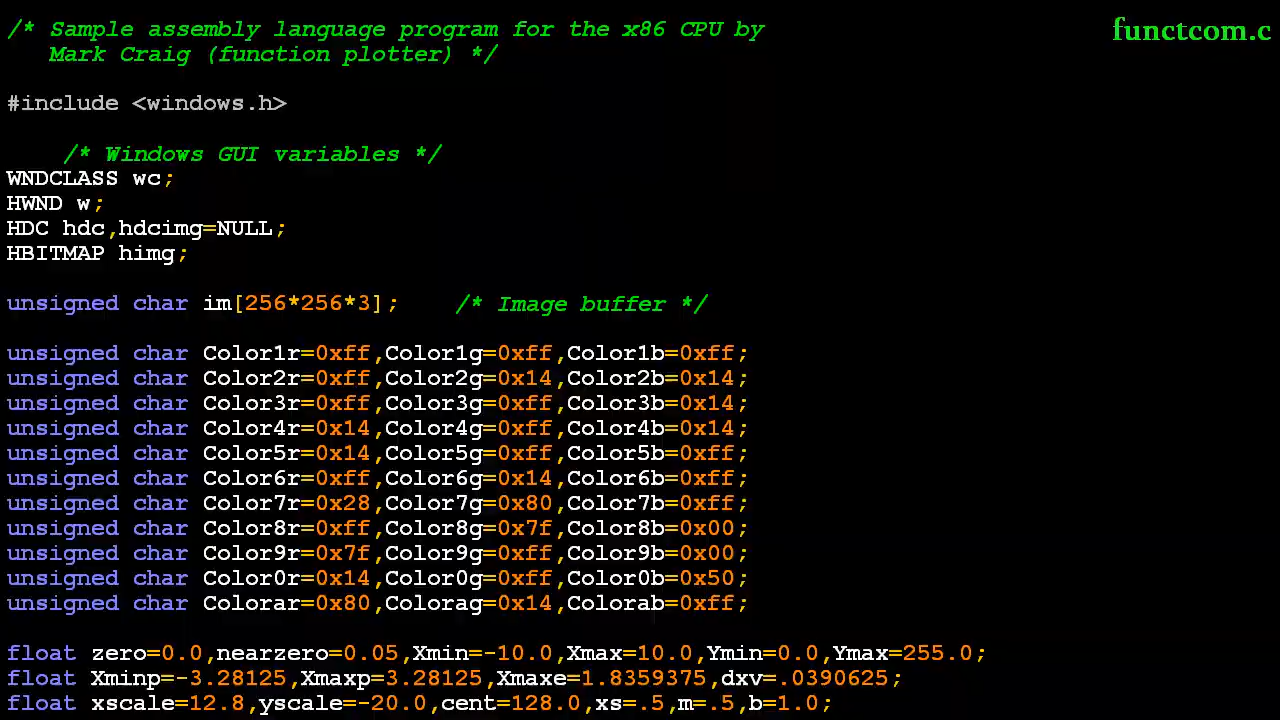 /* Sample assembly language program for the x86 CPU by
functcom.c
Mark Craig (function plotter) */
#include <windows.h>
/* Windows GUI variables */
WNDCLASS wc;
HWND w;
HDC hdc,hdcimg=NULL;
HBITMAP himg;
unsigned char im[256*256*3];    /* Image buffer */
unsigned char Color1r=0xff,Color1g=0xff,Color1b=0xff;
unsigned char Color2r=0xff,Color2g=0x14,Color2b=0x14;
unsigned char Color3r=0xff,Color3g=0xff,Color3b=0x14;
unsigned char Color4r=0x14,Color4g=0xff,Color4b=0x14;
unsigned char Color5r=0x14,Color5g=0xff,Color5b=0xff;
unsigned char Color6r=0xff,Color6g=0x14,Color6b=0xff;
unsigned char Color7r=0x28,Color7g=0x80,Color7b=0xff;
unsigned char Color8r=0xff,Color8g=0x7f,Color8b=0x00;
unsigned char Color9r=0x7f,Color9g=0xff,Color9b=0x00;
unsigned char Color0r=0x14,Color0g=0xff,Color0b=0x50;
unsigned char Colorar=0x80,Colorag=0x14,Colorab=0xff;
float zero=0.0,nearzero=0.05,Xmin=-10.0,Xmax=10.0,Ymin=0.0,Ymax=255.0;
float Xminp=-3.28125,Xmaxp=3.28125,Xmaxe=1.8359375,dxv=.0390625;
float xscale=12.8,yscale=-20.0,cent=128.0,xs=.5,m=.5,b=1.0;